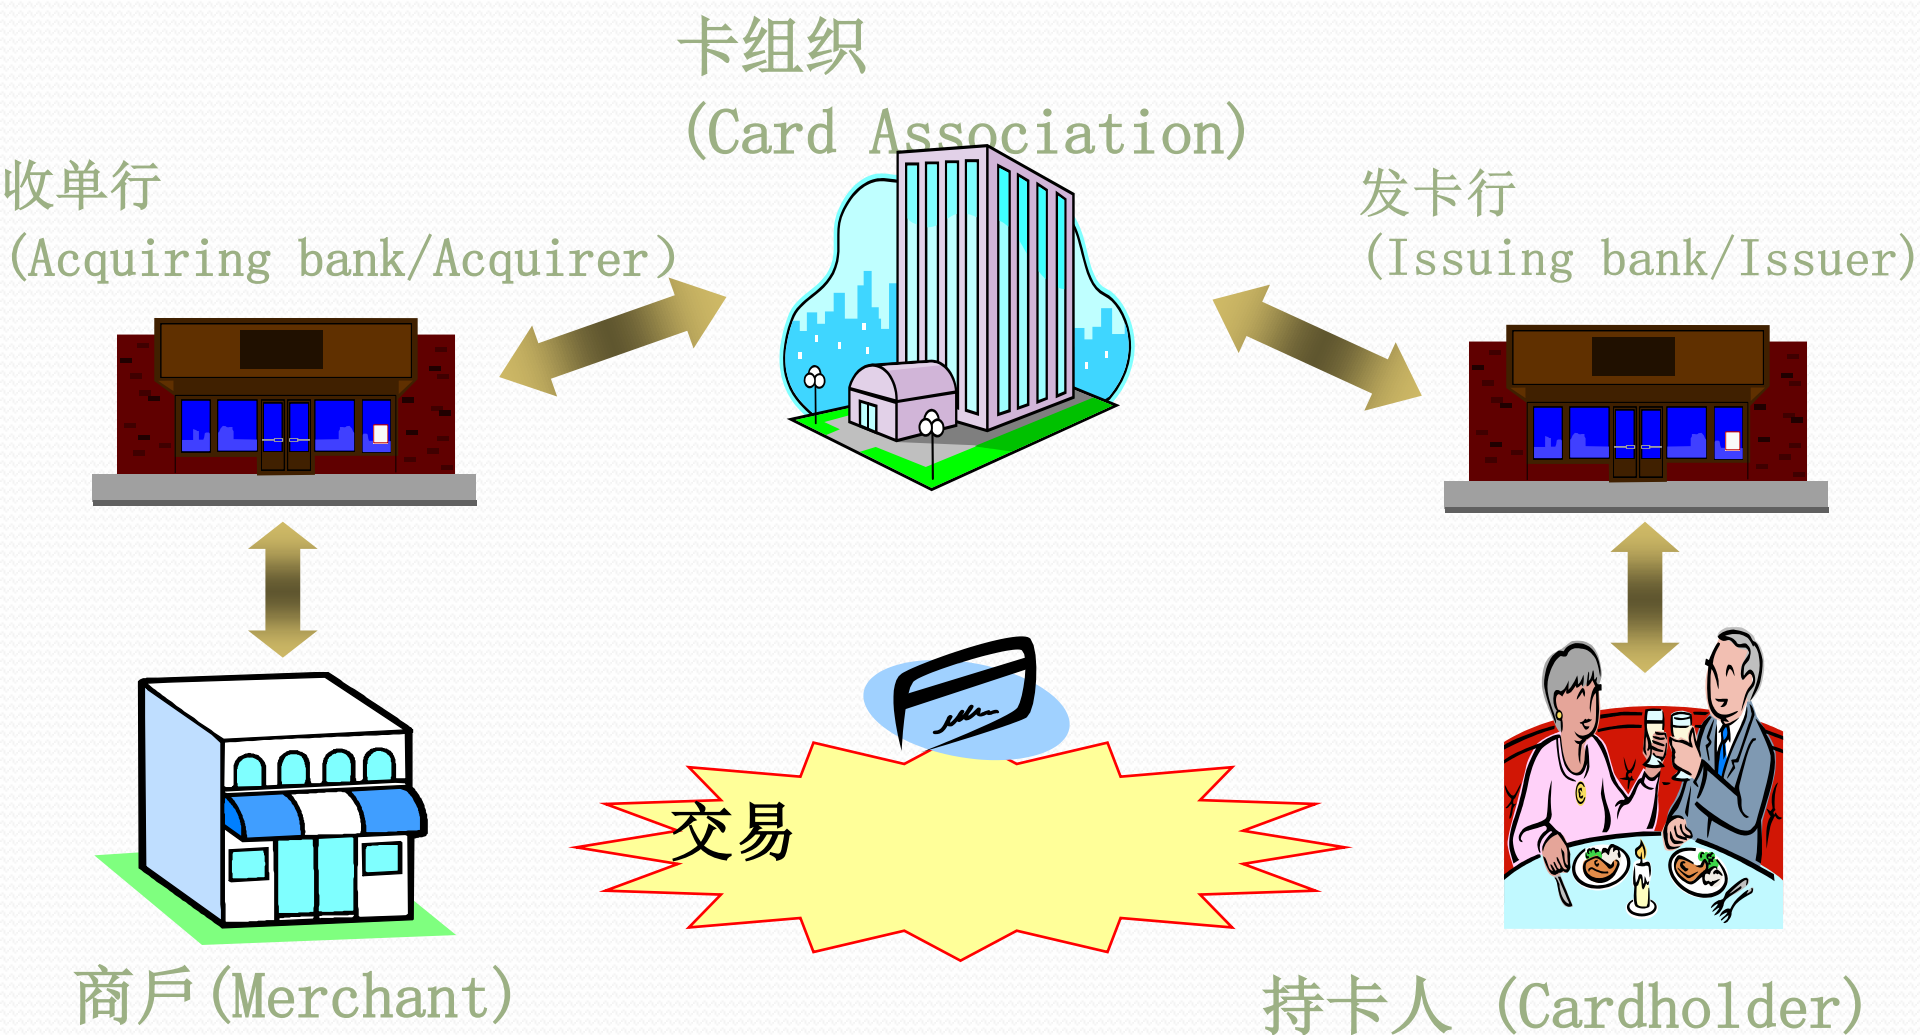 卡组织
(Card Association)
收单行
(Acquiring bank/Acquirer)
发卡行
(Issuing bank/Issuer)
交易
商戶(Merchant)
持卡人 (Cardholder)